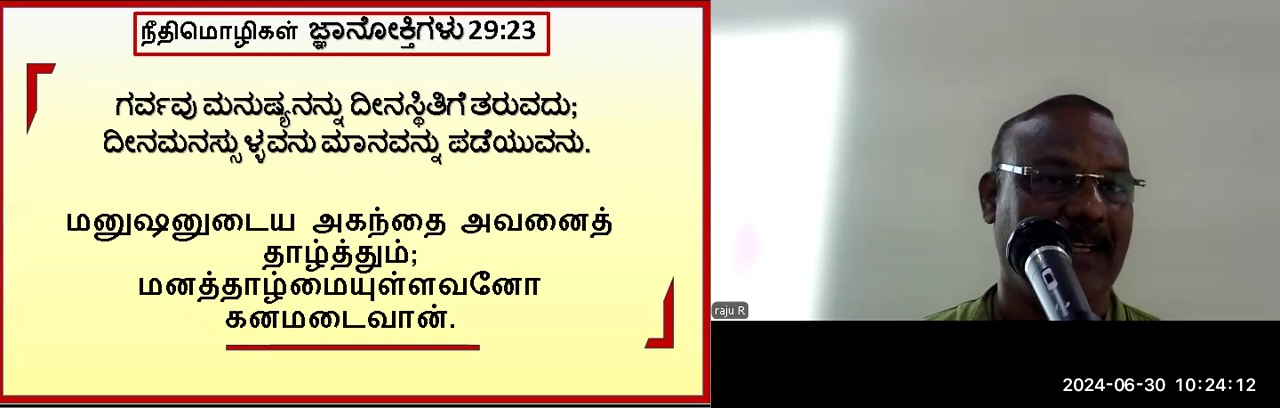 நீதிமொழிகள் ಜ್ಞಾನೋಕ್ತಿಗಳು 29:23
ಗರ್ವವು ಮನುಷ್ಯನನ್ನು ದೀನಸ್ಥಿತಿಗೆ ತರುವದು;
ದೀನಮನಸ್ಸುಳ್ಳವನು ಮಾನವನ್ನು ಪಡೆಯುವನು.
மனுஷனுடைய அகந்தை அவனைத்
தாழ்த்தும்;
மனத்தாழ்மையுள்ளவனோ
கனமடைவான்.
raju R
2024-06-30 10:24:12